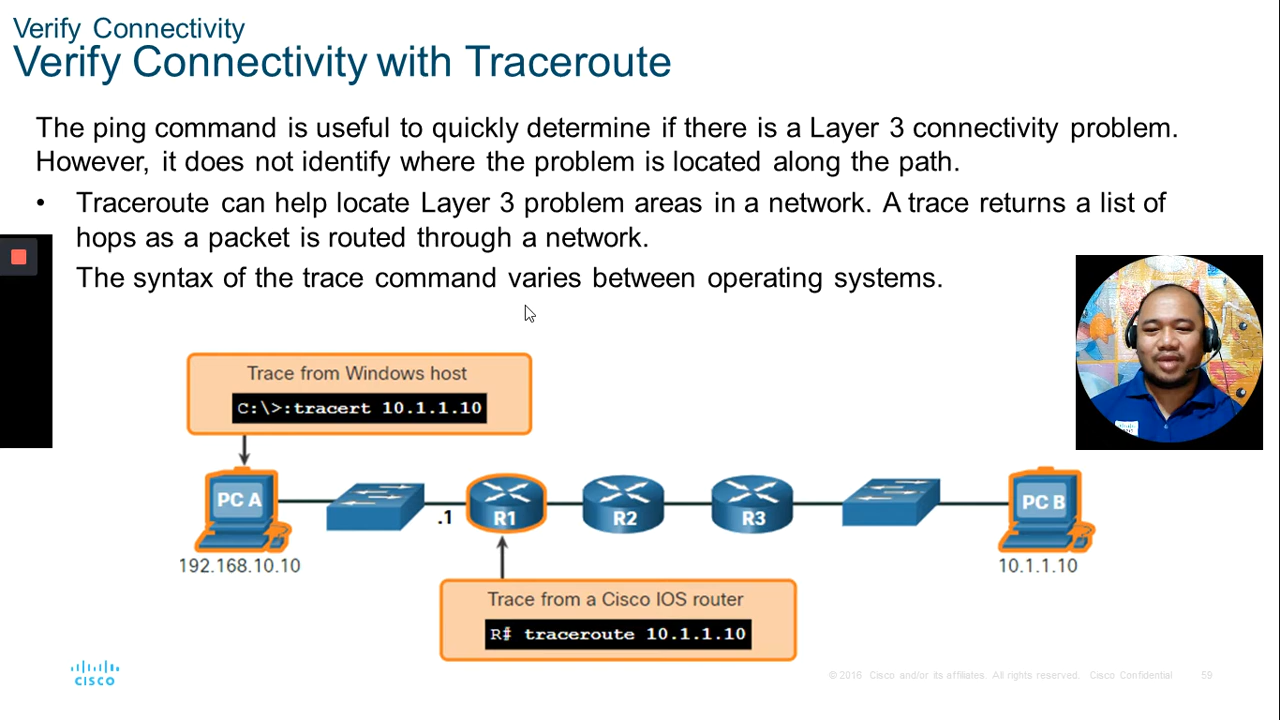 Verify Connectivity
Verify Connectivity with Traceroute
The ping command is useful to quickly determine if there is a Layer 3 connectivity problem.
However, it does not identify where the problem is located along the path.
• Traceroute can help locate Layer 3 problem areas in a network. A trace returns a list of
hops as a packet is routed through a network.
The syntax of the trace command varies between operating systems.
Trace from Windows host
C:\>:tracert 10.1.1.10
PC A
.1
R1
R2
R3
PC B
192.168.10.10
10.1.1.10
Trace from a Cisco IOS router
R# traceroute 10.1.1.10
CISCO
© 2016 Cisco and/or its affiliates. All rights reserved. Cisco Confidential
59